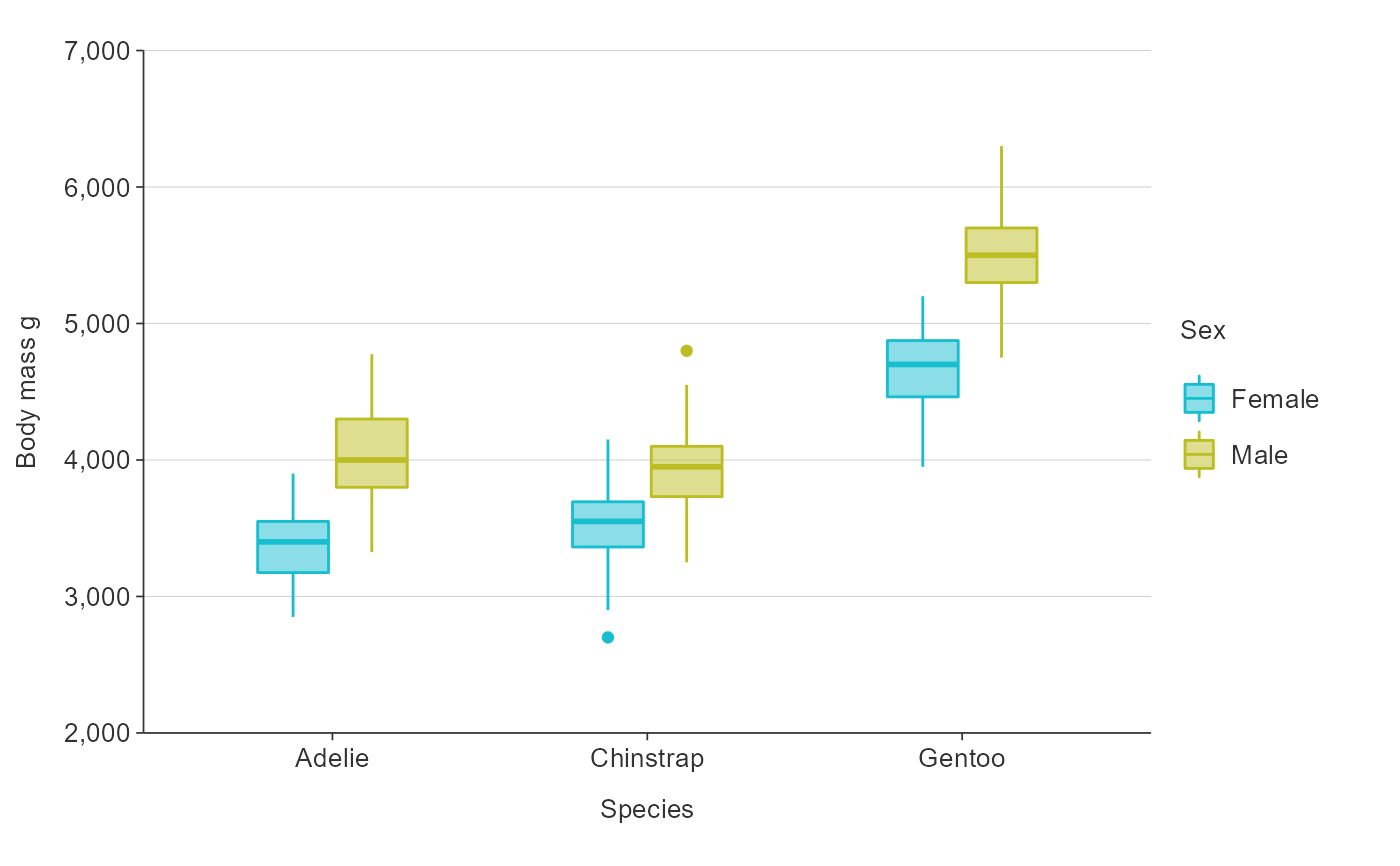 7,000
6,000
5,000
4,000
3,000
2,000
Body mass g
Adelie
Chinstrap
Gentoo
Species
Sex
Female
Male